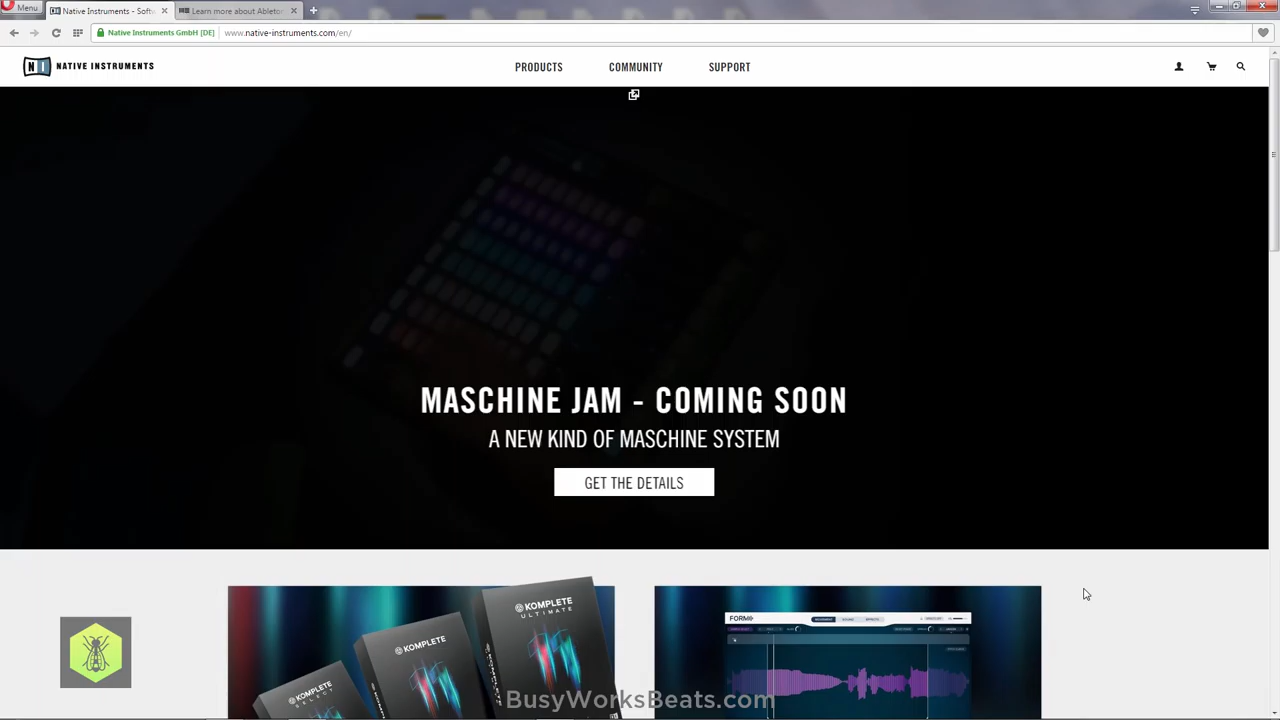 Menu
Native Instruments - Softw
Learn more about Ableto
Native Instruments GmbH [DE]
www.native-instruments.com/en/
NATIVE INSTRUMENTS
PRODUCTS
COMMUNITY
SUPPORT
MASCHINE JAM - COMING SOON
A NEW KIND OF MASCHINE SYSTEM
GET THE DETAILS
KOMPLETE
ULTIMATE
KOMPLETE
KOMPLETE
SELECT
FORM
BusyWorksBeats.com